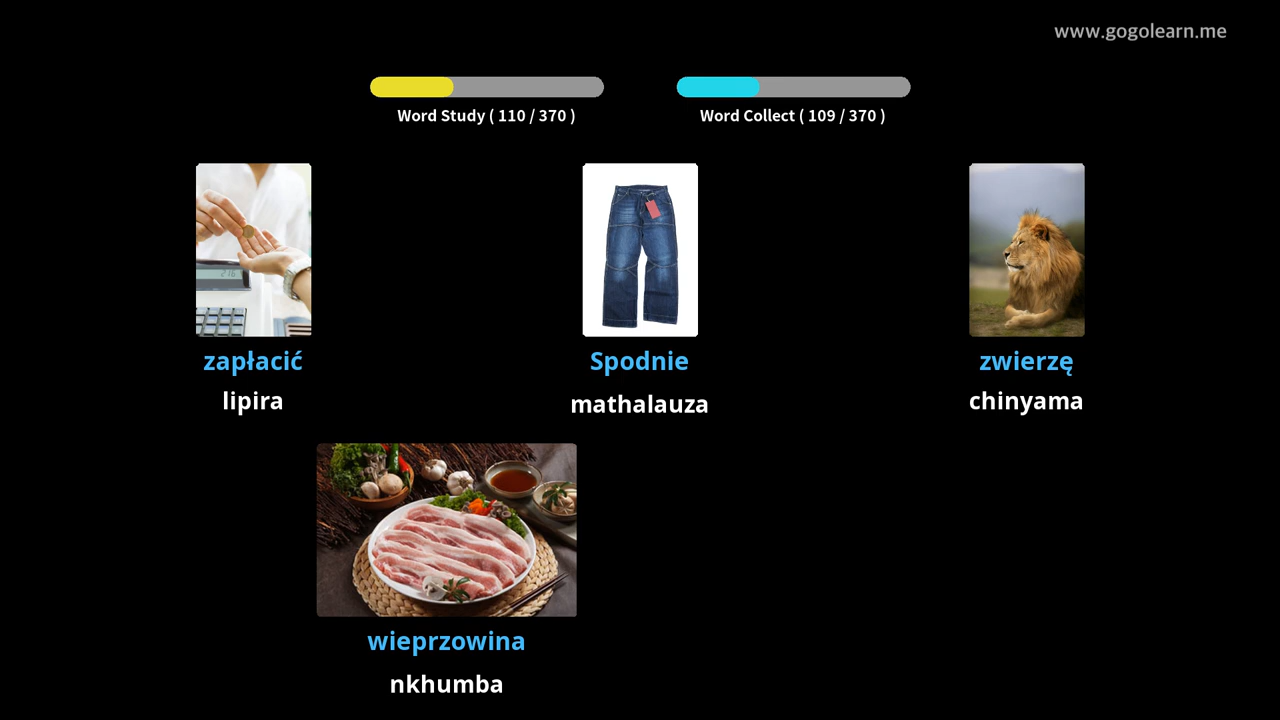 www.gogolearn.me
Word Study ( 110 / 370 )
Word Collect ( 109 / 370 )
zapłacić
lipira
Spodnie
mathalauza
zwierzę
chinyama
wieprzowina
nkhumba